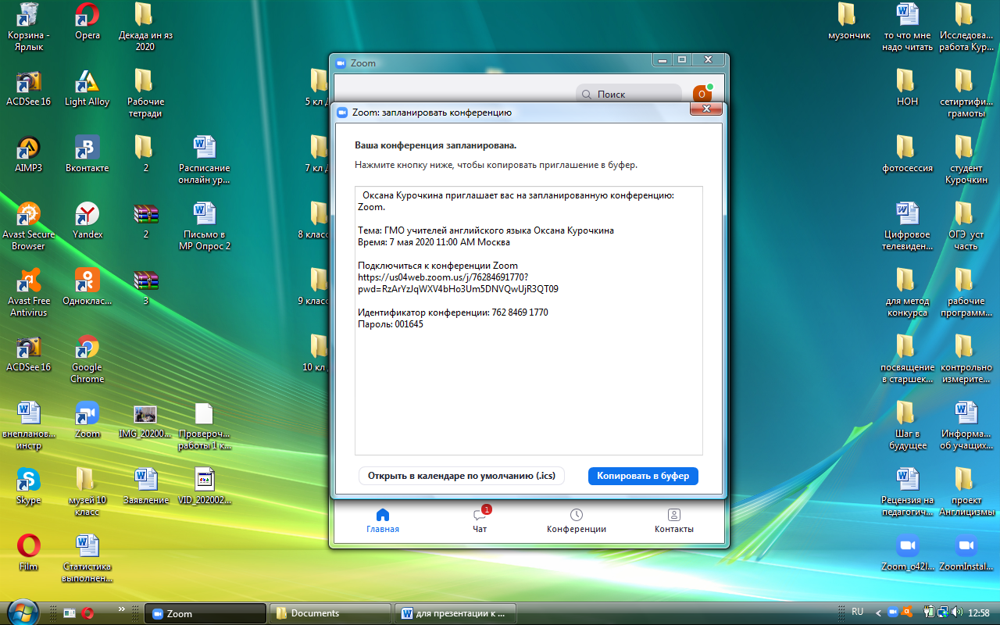 Корзина -
Ярлык
Opera
Декада ин яз
2020
музончик
то что мне
надо читать
Исследова...
работа Кур...
ACDSee 16
Light Alloy
Рабочие
тетради
5 кл д
НОН
сетиртифи...
грамоты
AIMP3
Вконтакте
2
Расписание
онлайн ур...
7 кл д
фотосессия
студент
Курочкин
Avast Secure
Browser
Yandex
2
Письмо в
МР Опрос 2
8 класс
Цифровое
телевиден...
ОГЭ уст
часть
Avast Free
Antivirus
Одноклас...
3
9 класс
для метод
конкурса
рабочие
програмm...
ACDSee 16
Google
Chrome
10 кл
посвящение
в старшек...
контрольно
измерите...
внепланов...
инстр
Zoom
IMG_20200...
Провероч...
работы 1 к...
Шаг в
будущее
Информа...
об учащих...
Skype
музей 10
класс
Заявление
VID_202002...
Рецензия на
педагогич...
проект
Англицизмы
Film
Статистика
выполнен...
Zoom_o42l...
ZoomInstal...
Zoom
Поиск
О
Zoom: запланировать конференцию
Ваша конференция запланирована.
Нажмите кнопку ниже, чтобы копировать приглашение в буфер.
Оксана Курочкина приглашает вас на запланированную конференцию:
Zoom.
Тема: ГМО учителей английского языка Оксана Курочкина
Время: 7 мая 2020 11:00 AM Москва
Подключиться к конференции Zoom
https://us04web.zoom.us/j/76284691770?
pwd=RzArYzJqWXV4bHo3Um5DNVQwUjR3QT09
Идентификатор конференции: 762 8469 1770
Пароль: 001645
Открыть в календаре по умолчанию (.ics)
Копировать в буфер
1
Главная
Чат
Конференции
Контакты
Zoom
Documents
для презентации к ...
RU
12:58